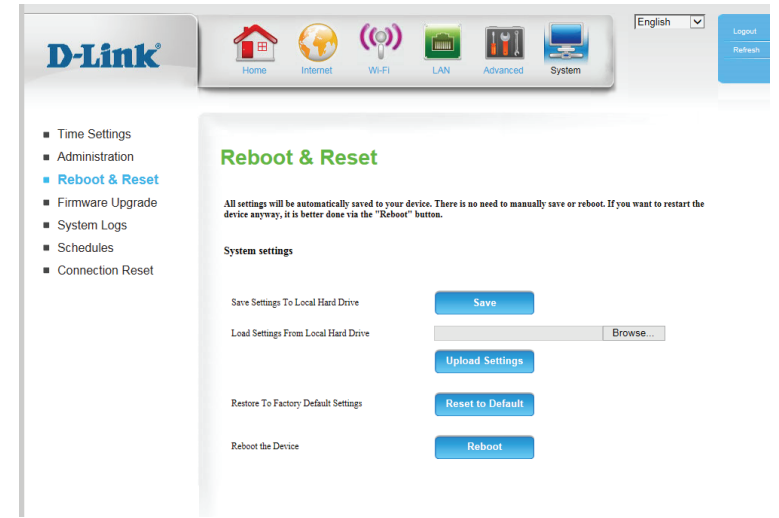 English
Logout
Refresh
D-Link
Home
Internet
Wi-Fi
LAN
Advanced
System
Time Settings
Administration
Reboot & Reset
Firmware Upgrade
System Logs
Schedules
Connection Reset
Reboot & Reset
All settings will be automatically saved to your device. There is no need to manually save or reboot. If you want to restart the
device anyway, it is better done via the "Reboot" button.
System settings
Save Settings To Local Hard Drive
Save
Load Settings From Local Hard Drive
Browse...
Upload Settings
Restore To Factory Default Settings
Reset to Default
Reboot the Device
Reboot